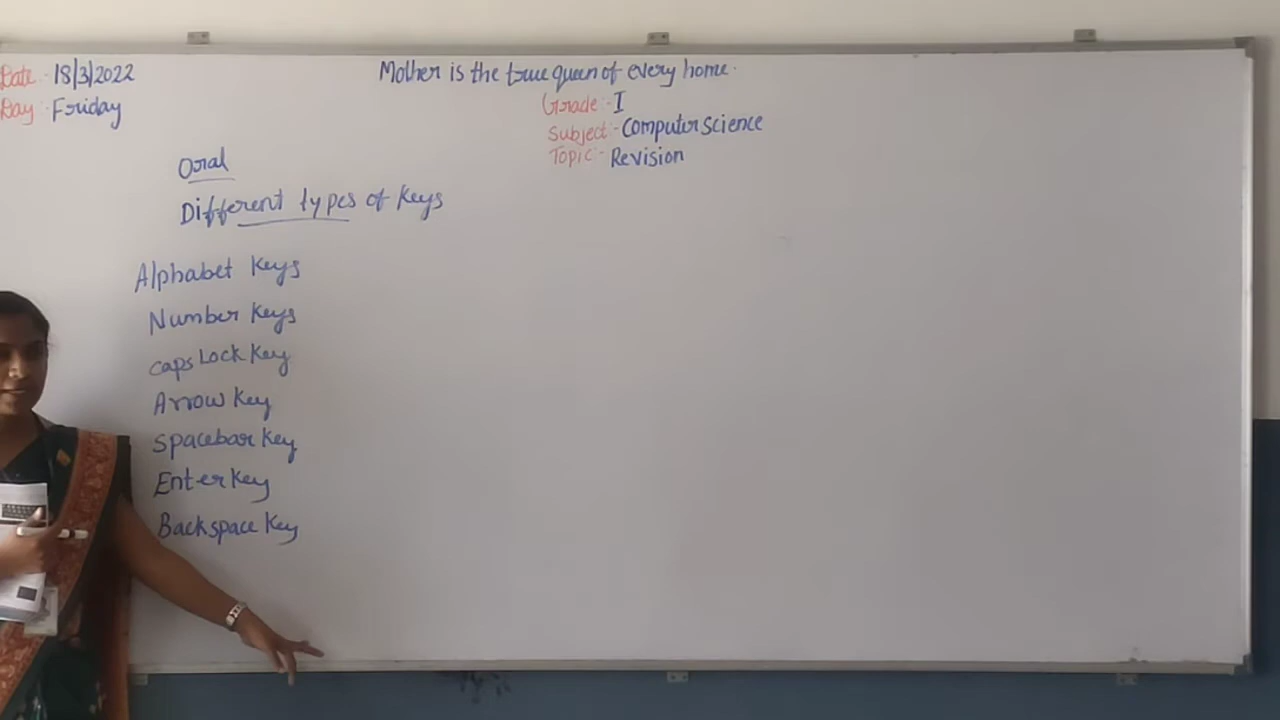 Date :- 18/3/2022
Day :- Friday
Mother is the true queen of every home.
Grade :- I
Subject :- Computer Science
Topic :- Revision
Oral
Different types of keys
Alphabet keys
Number keys
caps Lock key
Arrow key
Spacebar key
Enter key
Backspace key